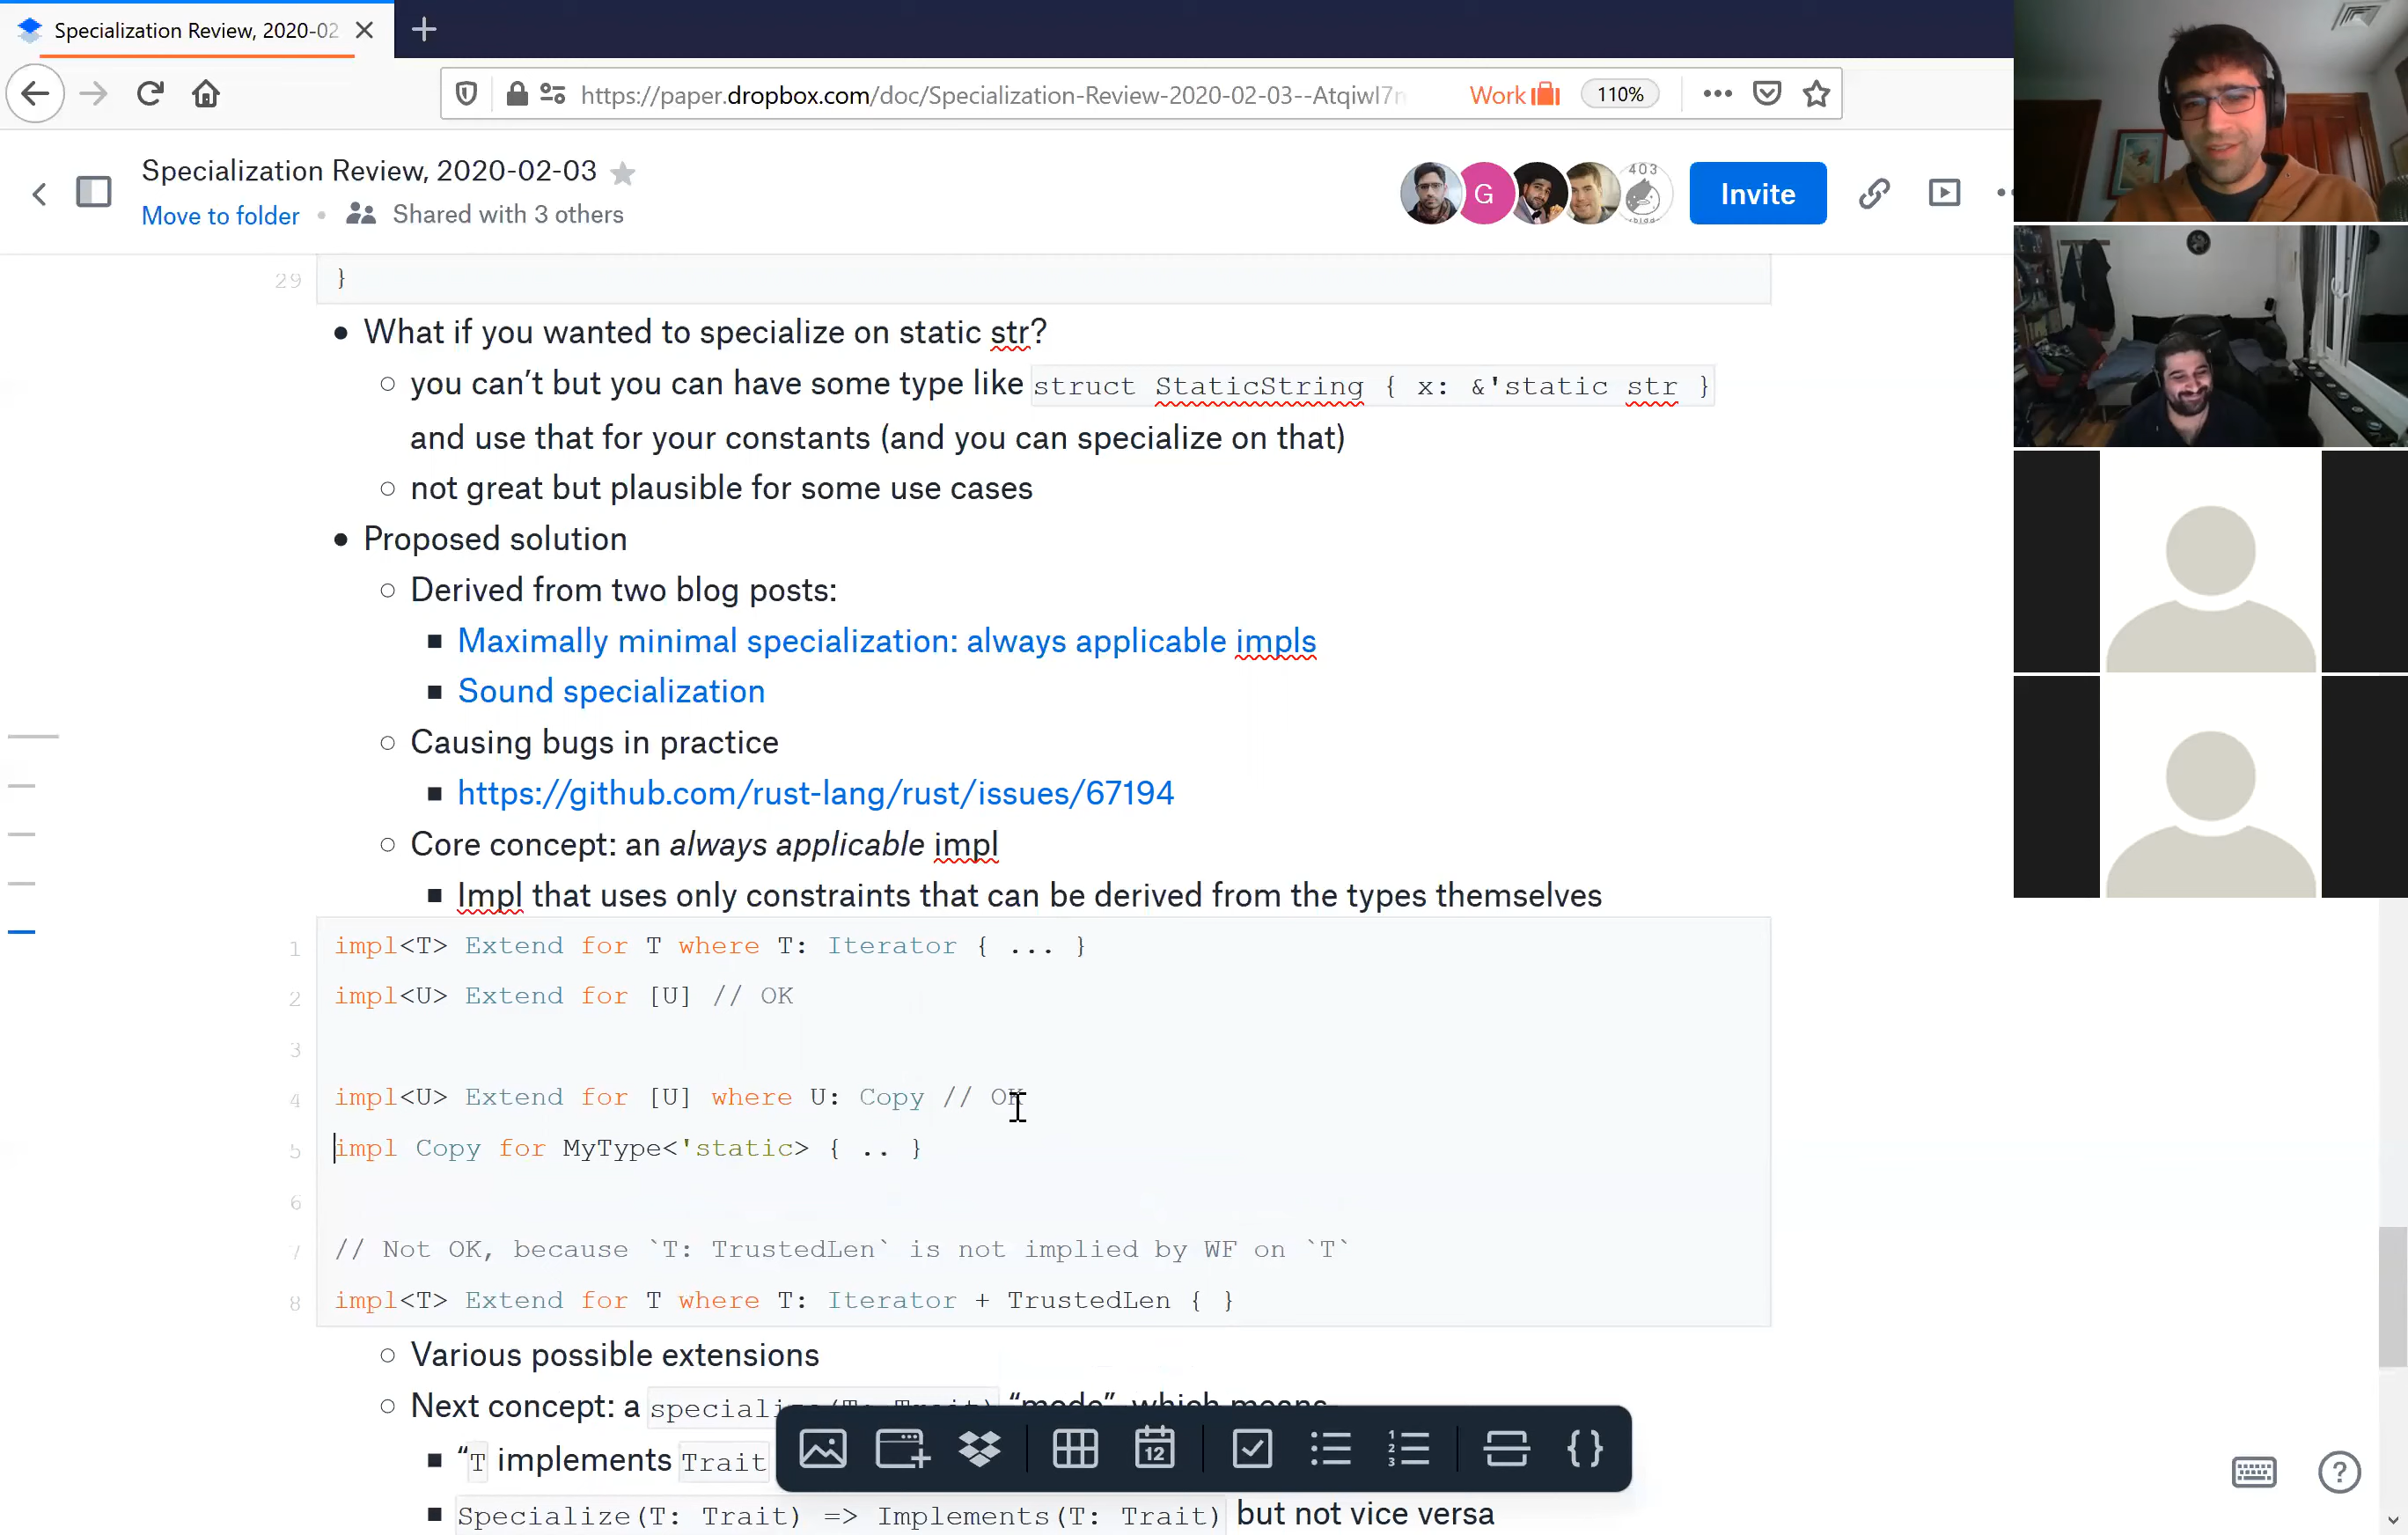 Specialization Review, 2020-02
https://paper.dropbox.com/doc/Specialization-Review-2020-02-03--AtqiwI7
Work
110%
Specialization Review, 2020-02-03
Move to folder
Shared with 3 others
G
403
Invite
29 }
What if you wanted to specialize on static str?
you can't but you can have some type like struct StaticString { x: &'static str }
and use that for your constants (and you can specialize on that)
not great but plausible for some use cases
Proposed solution
Derived from two blog posts:
Maximally minimal specialization: always applicable impls
Sound specialization
Causing bugs in practice
https://github.com/rust-lang/rust/issues/67194
Core concept: an always applicable impl
Impl that uses only constraints that can be derived from the types themselves
1 impl<T> Extend for T where T: Iterator { ... }
2 impl<U> Extend for [U] // OK
3
4 impl<U> Extend for [U] where U: Copy // OK
5 impl Copy for MyType<'static> { .. }
6
7 // Not OK, because `T: TrustedLen` is not implied by WF on `T`
8 impl<T> Extend for T where T: Iterator + TrustedLen { }
Various possible extensions
Next concept: a specialize(T: Trait) "mode", which means
"T implements Trait
Specialize(T: Trait) => Implements(T: Trait) but not vice versa
12